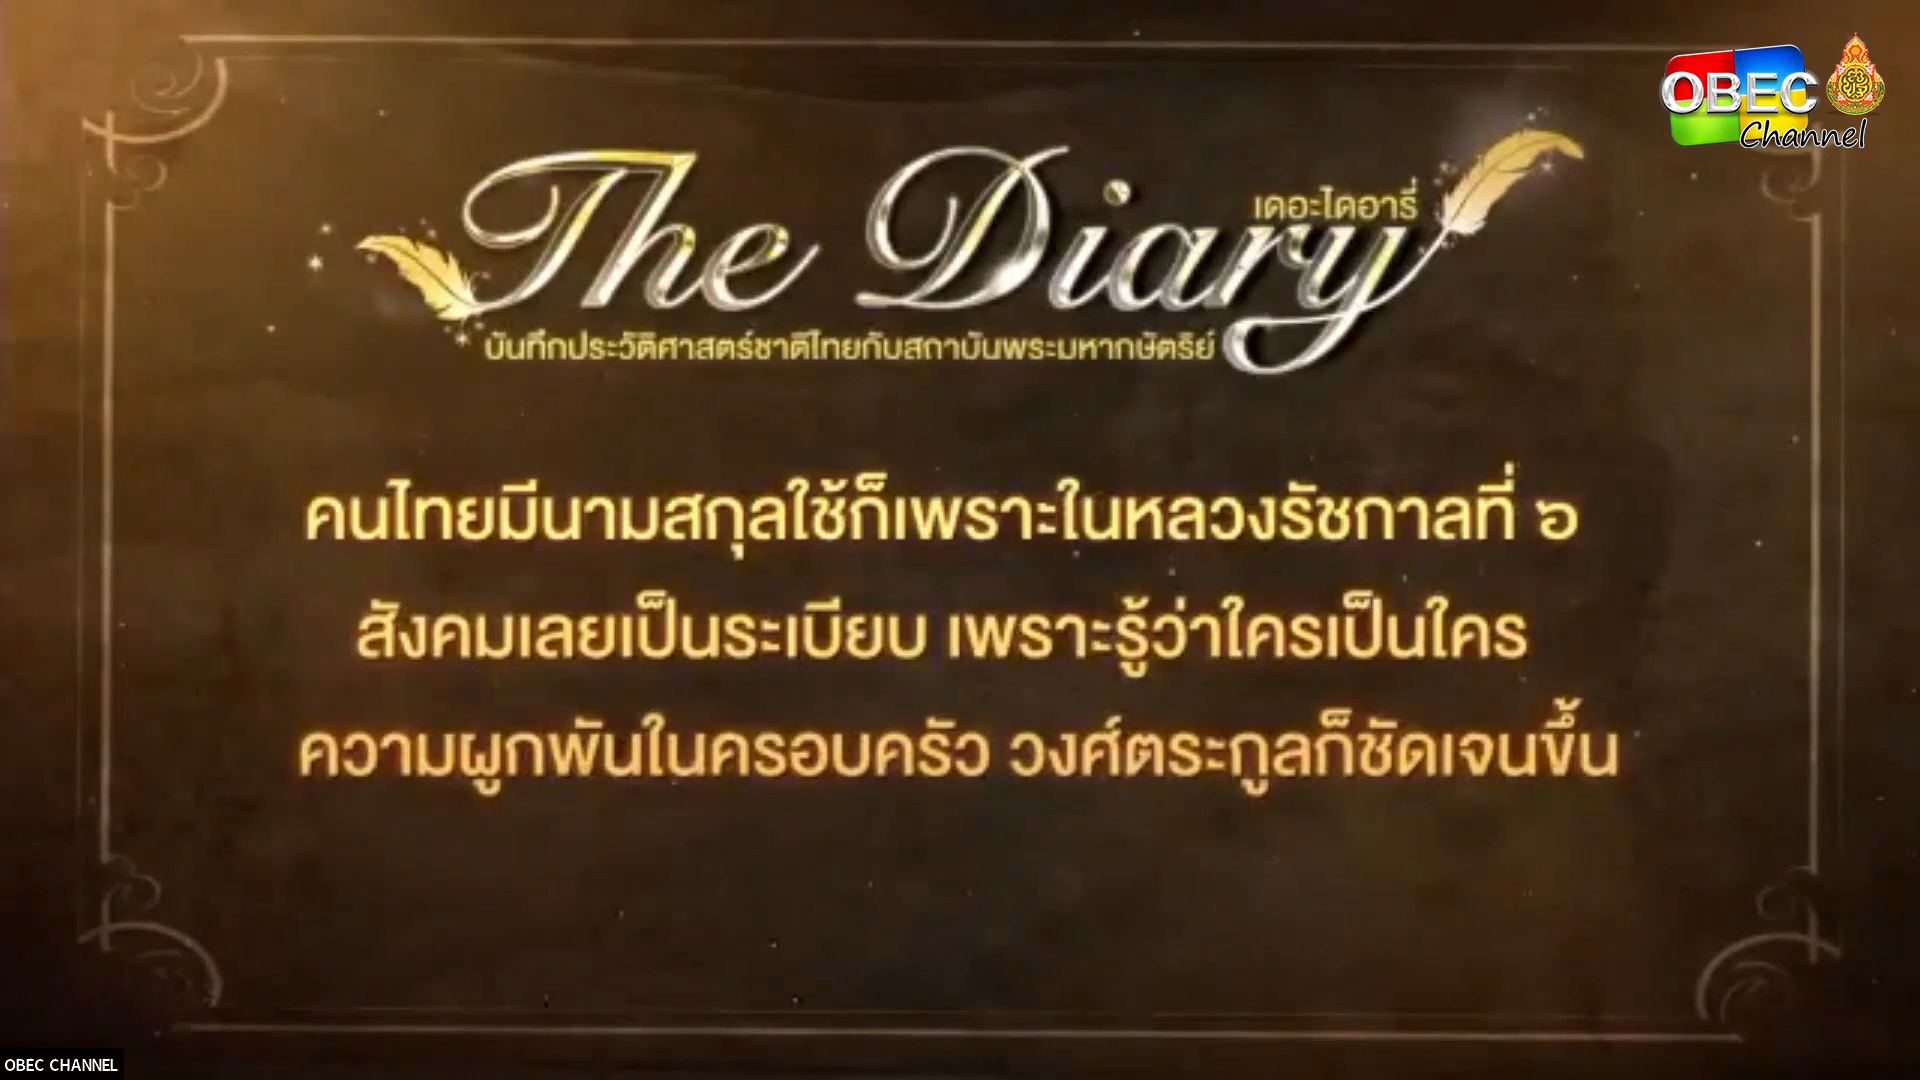 OBEC
Channel
The Diary
เดอะไดอารี่
บันทึกประวัติศาสตร์ชาติไทยกับสถาบันพระมหากษัตริย์
คนไทยมีนามสกุลใช้ก็เพราะในหลวงรัชกาลที่ ๖
สังคมเลยเป็นระเบียบ เพราะรู้ว่าใครเป็นใคร
ความผูกพันในครอบครัว วงศ์ตระกูลก็ชัดเจนขึ้น
OBEC CHANNEL